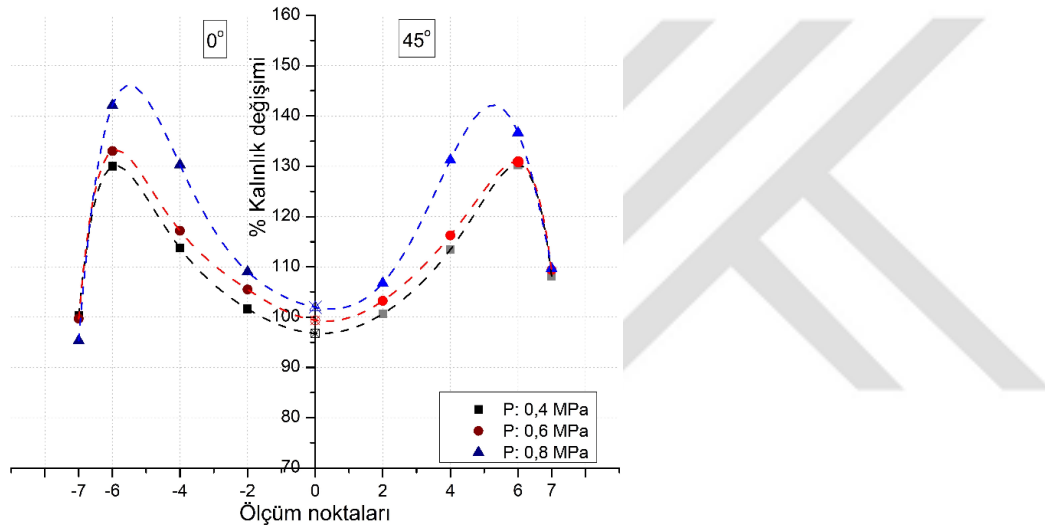 160
0° 45°
150
140
130
120
110
100
90
80
70
% Kalınlık değişimi
P: 0,4 MPa
P: 0,6 MPa
P: 0,8 MPa
-7 -6 -4 -2 0 2 4 6 7
Ölçüm noktaları